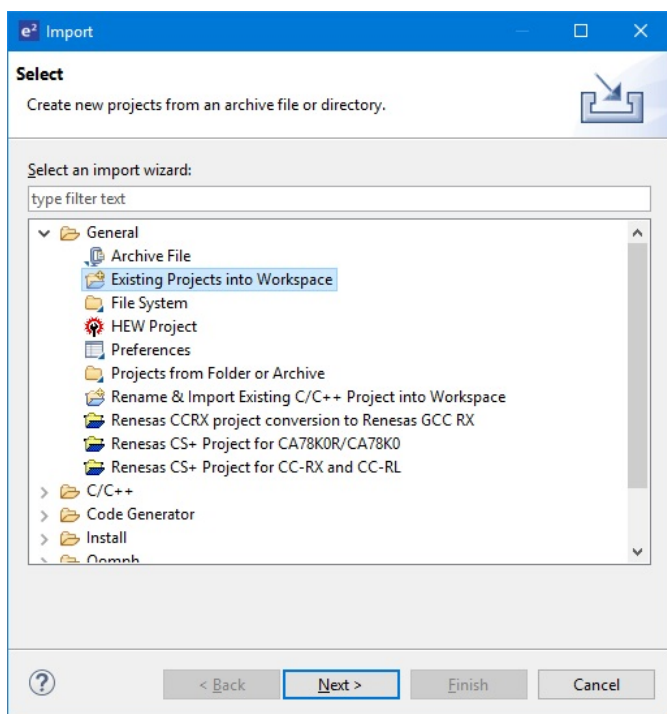 e² Import
Select
Create new projects from an archive file or directory.
Select an import wizard:
type filter text
General
Archive File
Existing Projects into Workspace
File System
HEW Project
Preferences
Projects from Folder or Archive
Rename & Import Existing C/C++ Project into Workspace
Renesas CCRX project conversion to Renesas GCC RX
Renesas CS+ Project for CA78K0R/CA78K0
Renesas CS+ Project for CC-RX and CC-RL
C/C++
Code Generator
Install
Oomph
? < Back Next > Finish Cancel